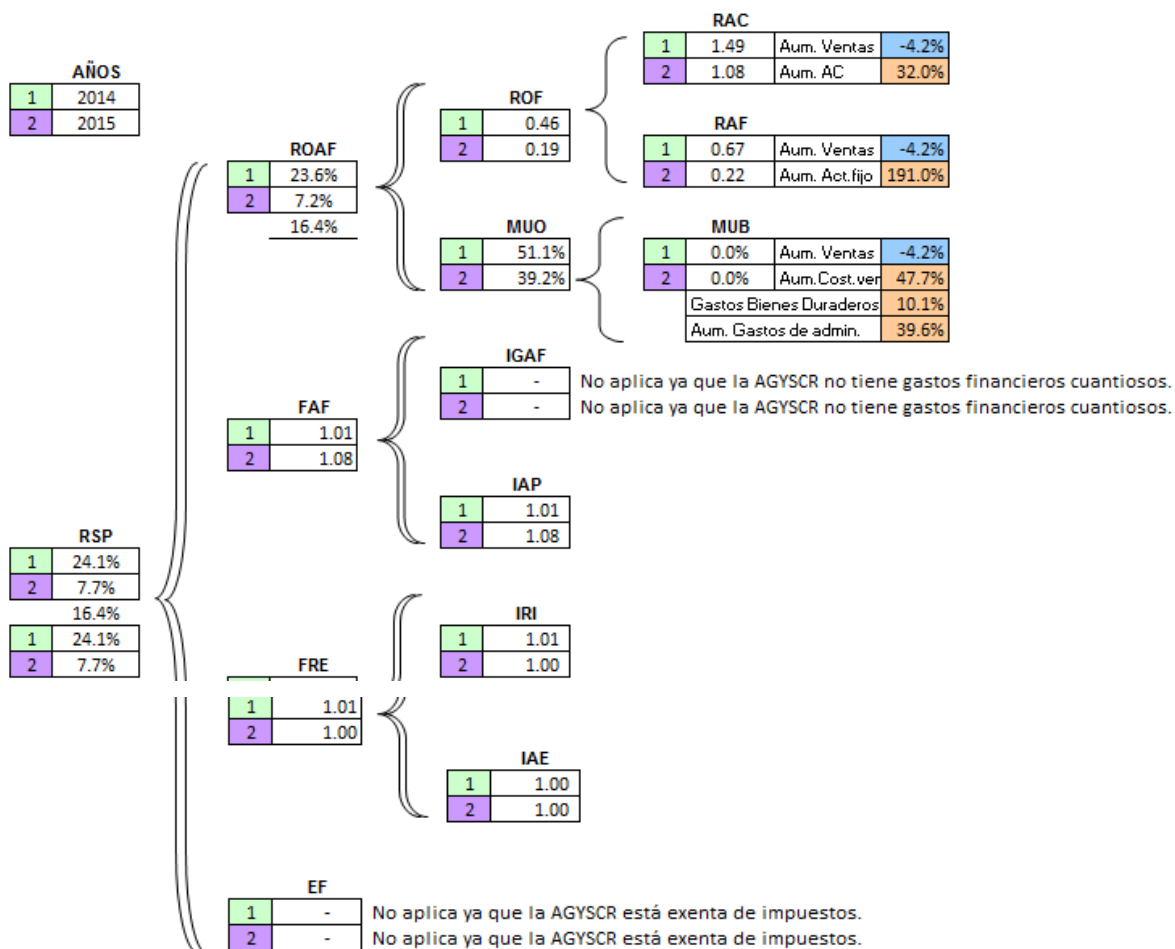 AÑOS
1 2014
2 2015
RSP
1 24.1%
2 7.7%
16.4%
1 24.1%
2 7.7%
ROAF
1 23.6%
2 7.2%
16.4%
ROF
1 0.46
2 0.19
RAC
1 1.49 Aum. Ventas -4.2%
2 1.08 Aum. AC 32.0%
RAF
1 0.67 Aum. Ventas -4.2%
2 0.22 Aum. Act.fijo 191.0%
MUO
1 51.1%
2 39.2%
MUB
1 0.0% Aum. Ventas -4.2%
2 0.0% Aum.Cost.ver 47.7%
Gastos Bienes Duraderos 10.1%
Aum. Gastos de admin. 39.6%
FAF
1 1.01
2 1.08
IGAF
1 - No aplica ya que la AGYSCR no tiene gastos financieros cuantiosos.
2 - No aplica ya que la AGYSCR no tiene gastos financieros cuantiosos.
IAP
1 1.01
2 1.08
FRE
1 1.01
2 1.00
IRI
1 1.01
2 1.00
IAE
1 1.00
2 1.00
EF
1 - No aplica ya que la AGYSCR está exenta de impuestos.
2 - No aplica ya que la AGYSCR está exenta de impuestos.